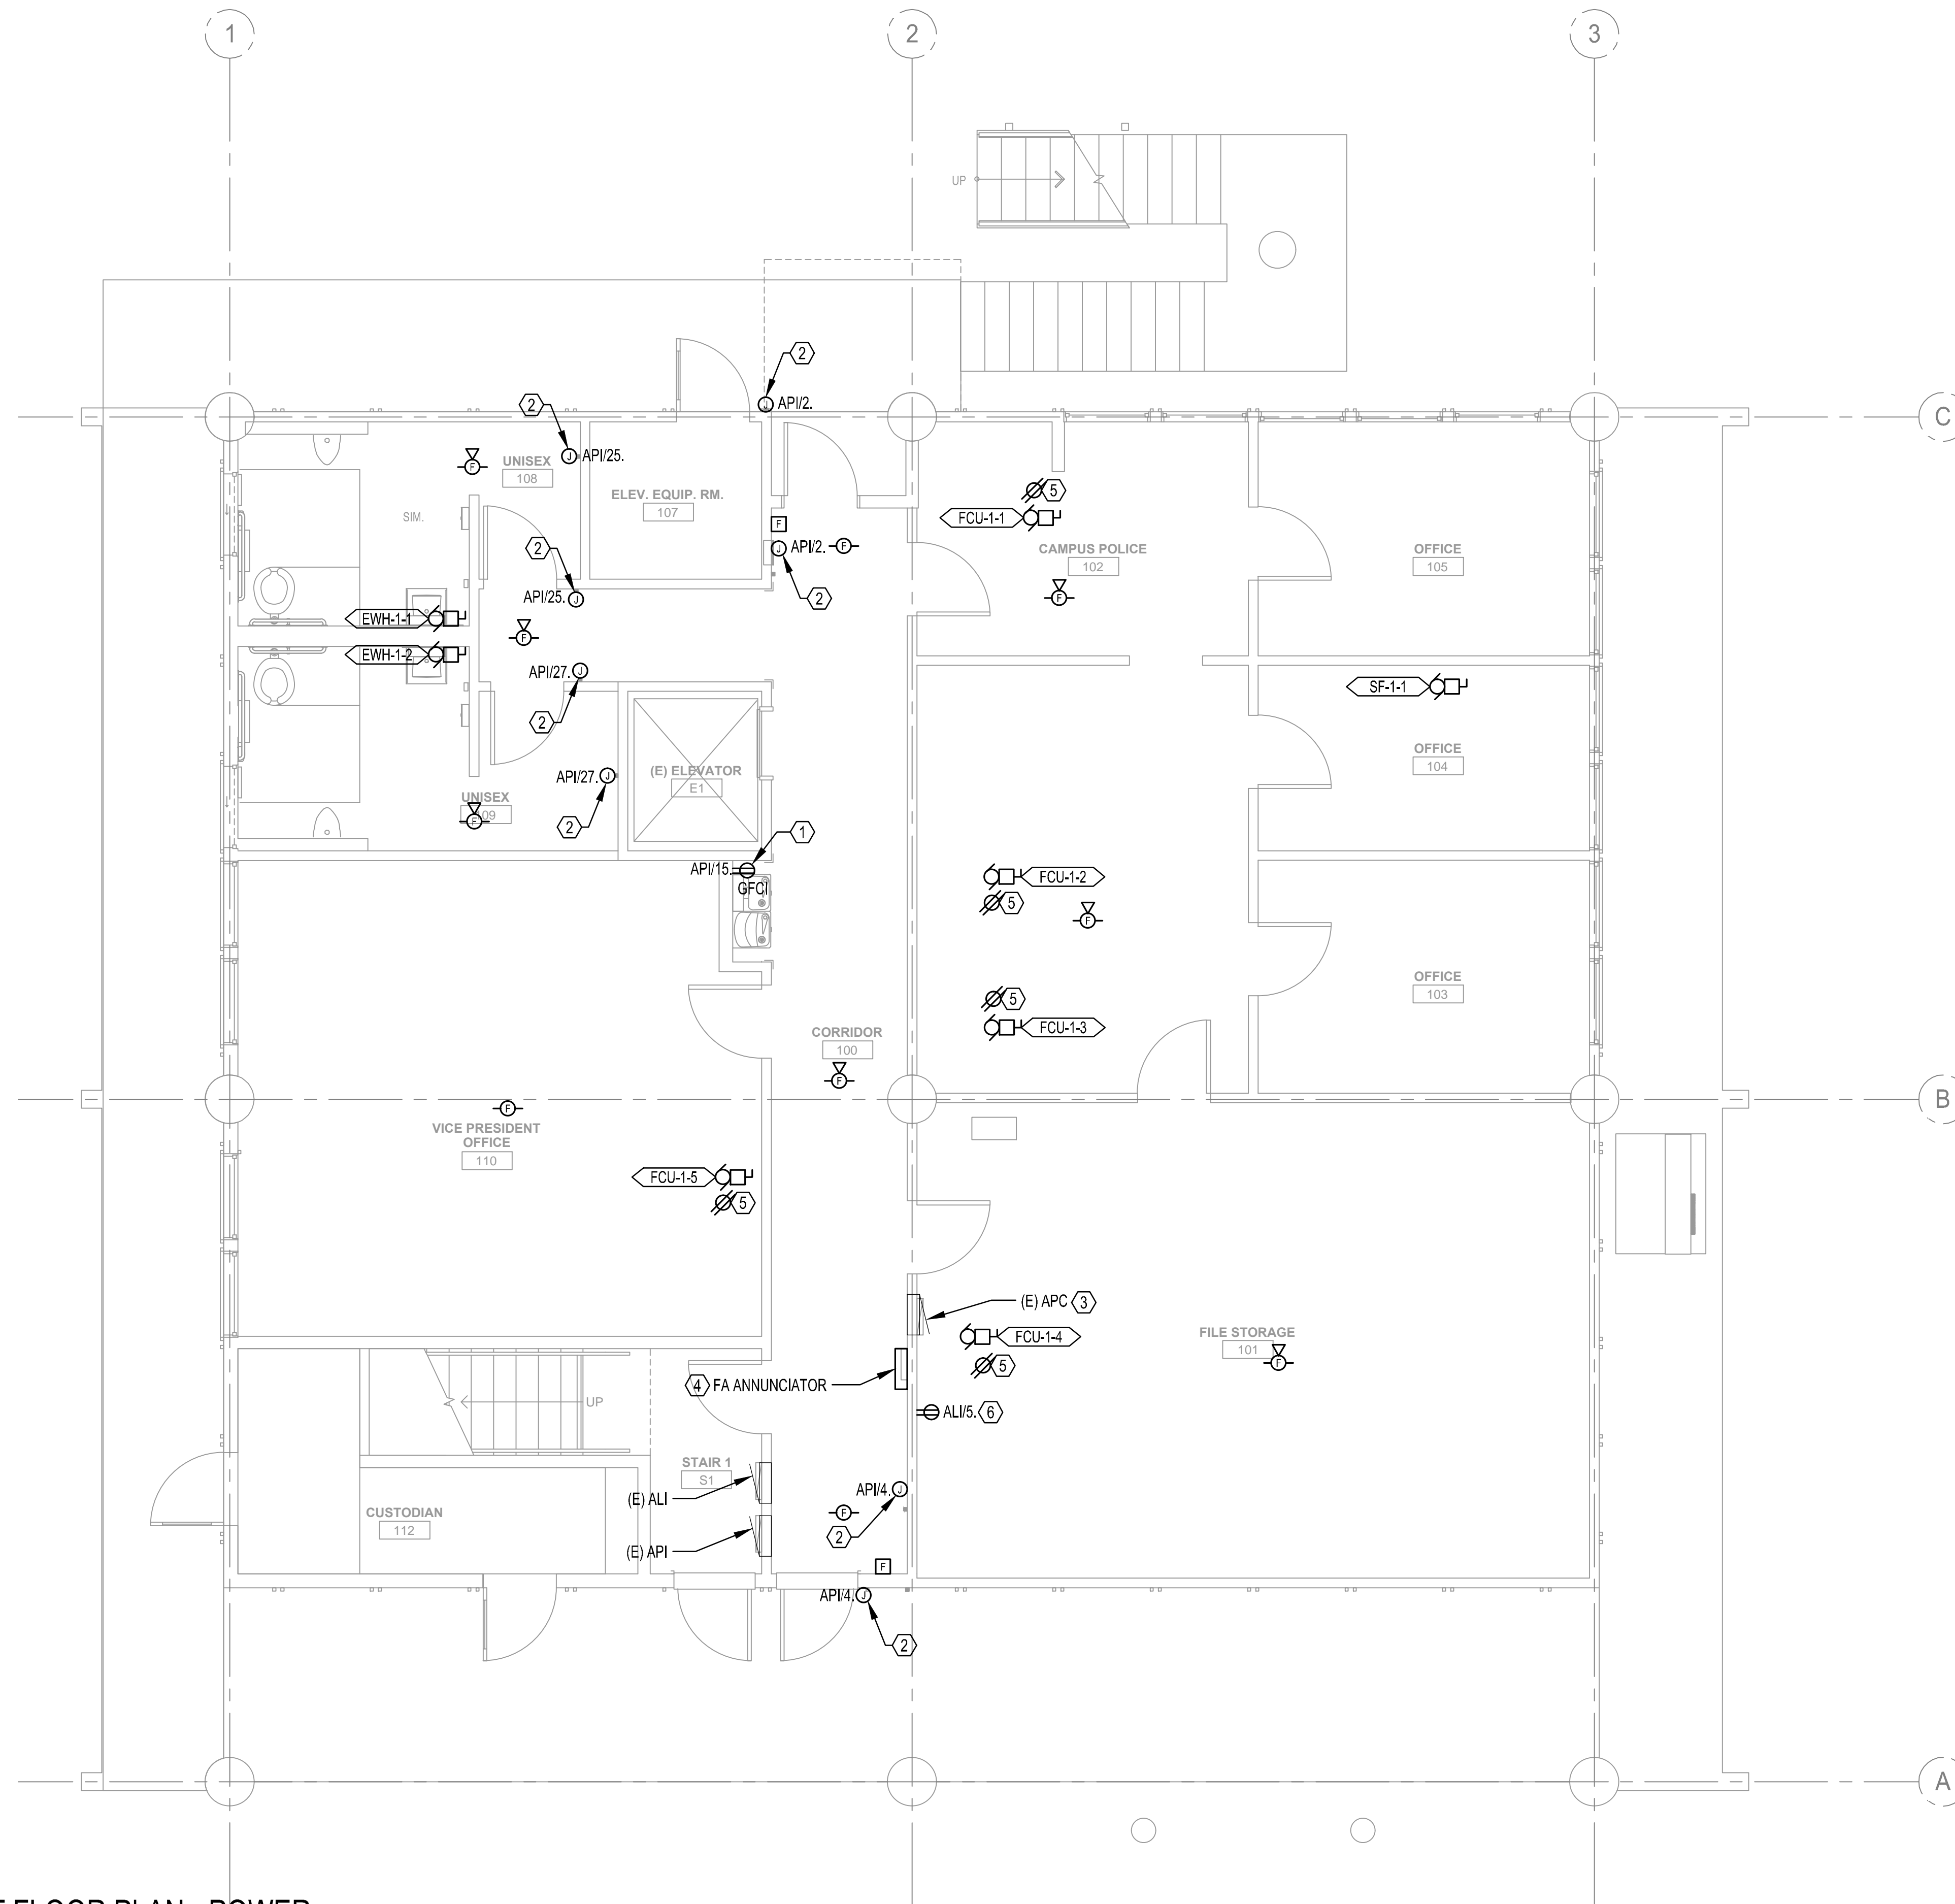 1
2
3
UP
C
2
API/2.
2
API/25.
UNISEX
108
ELEV. EQUIP. RM.
107
SIM.
F
API/2.
F
2
2
API/25.
J
F
5
FCU-1-1
CAMPUS POLICE
102
F
OFFICE
105
EWH-1-1
EWH-1-2
F
API/27.
J
2
SF-1-1
OFFICE
104
API/27.
J
2
(E) ELEVATOR
E1
UNISEX
109
F
1
API/15.
GFCI
FCU-1-2
5
F
5
FCU-1-3
OFFICE
103
CORRIDOR
100
F
B
F
VICE PRESIDENT
OFFICE
110
FCU-1-5
5
(E) APC 3
FCU-1-4
5
FILE STORAGE
101
F
4 FA ANNUNCIATOR
UP
ALI/5. 6
STAIR 1
S1
(E) ALI
API/4. J
F
2
CUSTODIAN
112
(E) API
F
API/4. J
2
A
FLOOR PLAN - POWER